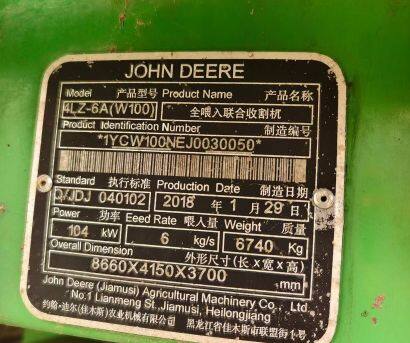 JOHN DEERE
Model 产品型号 Product Name 产品名称
4LZ-6A(W100) 全喂入联合收割机
Product Identification Number 制造编号
*1YCW100NEJ0030050*
Standard 执行标准 Production Date 制造日期
D/JDJ 040102 2018 年 1 月 29 日
Power 功率 Feed Rate 喂入量 Weight 质量
104 kW 6 kg/s 6740 Kg
Overall Dimension 外形尺寸(长×宽×高)
8660X4150X3700 mm
John Deere (Jiamusi) Agricultural Machinery Co., Ltd
No.1 Lianmeng St.,Jiamusi, Heilongjiang
约翰·迪尔(佳木斯)农业机械有限公司 黑龙江省佳木斯市联盟街1号